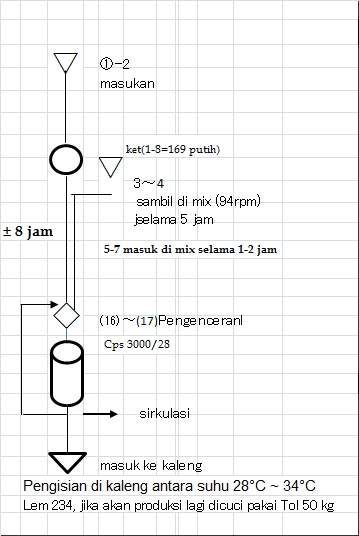 ①-2
masukan
ket(1-8=169 putih)
3～4
sambil di mix (94rpm)
jselama 5 jam
± 8 jam
5-7 masuk di mix selama 1-2 jam
(16)～(17)Pengenceranl
Cps 3000/28
sirkulasi
masuk ke kaleng
Pengisian di kaleng antara suhu 28°C ~ 34°C
Lem 234, jika akan produksi lagi dicuci pakai Tol 50 kg